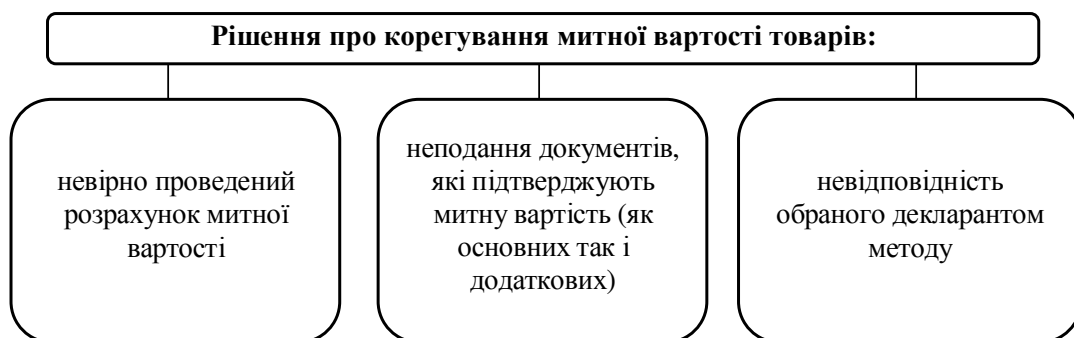 Рішення про корегування митної вартості товарів:
невірно проведений
розрахунок митної
вартості
неподання документів,
які підтверджують
митну вартість (як
основних так і
додаткових)
невідповідність
обраного декларантом
методу